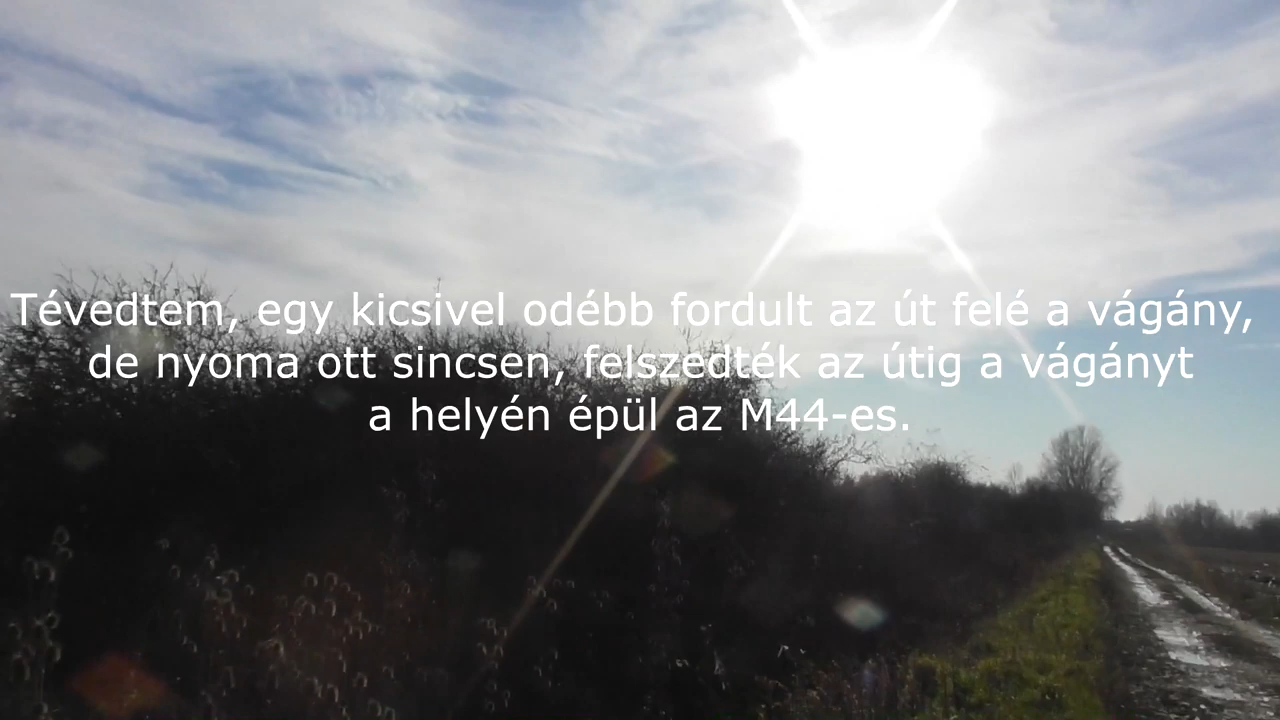 Tévedtem, egy kicsivel odébb fordult az út felé a vágány,
de nyoma ott sincsen, felszedték az útig a vágányt
a helyén épül az M44-es.